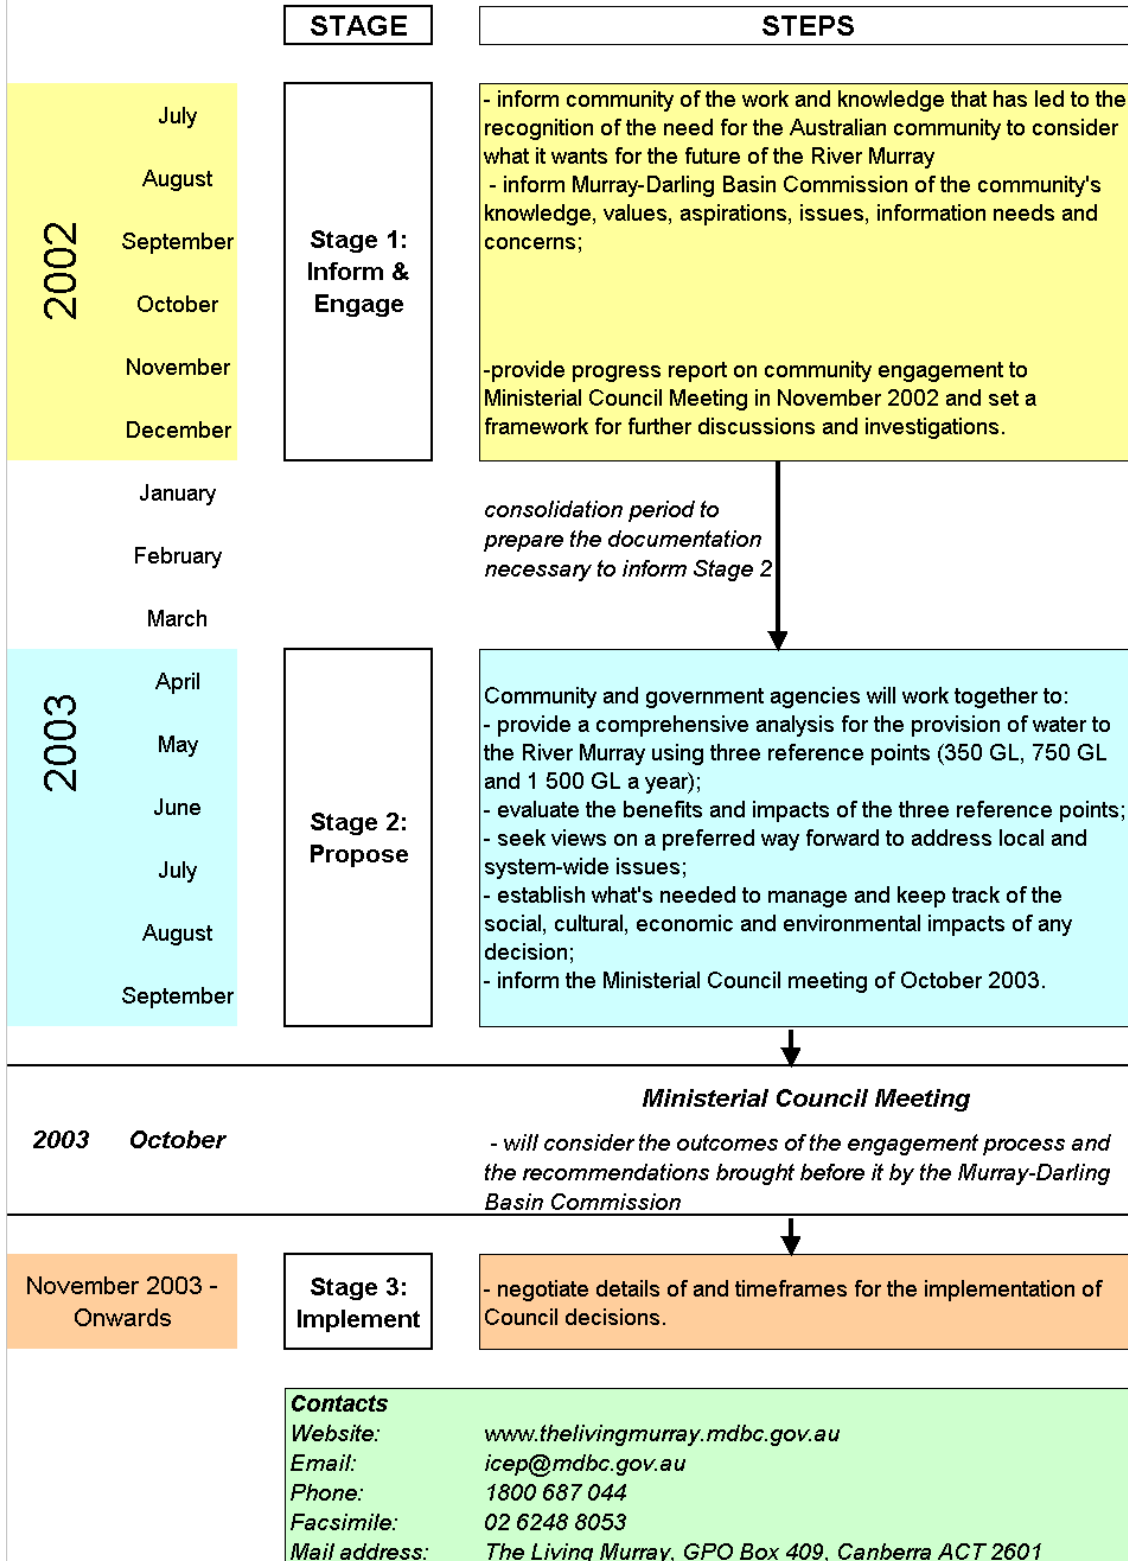 STAGE
STEPS
2002
July
August
September
October
November
December
Stage 1:
Inform &
Engage
- inform community of the work and knowledge that has led to the
recognition of the need for the Australian community to consider
what it wants for the future of the River Murray
- inform Murray-Darling Basin Commission of the community's
knowledge, values, aspirations, issues, information needs and
concerns;
-provide progress report on community engagement to
Ministerial Council Meeting in November 2002 and set a
framework for further discussions and investigations.
January
February
March
consolidation period to
prepare the documentation
necessary to inform Stage 2
2003
April
May
June
July
August
September
Stage 2:
Propose
Community and government agencies will work together to:
- provide a comprehensive analysis for the provision of water to
the River Murray using three reference points (350 GL, 750 GL
and 1 500 GL a year);
- evaluate the benefits and impacts of the three reference points;
- seek views on a preferred way forward to address local and
system-wide issues;
- establish what's needed to manage and keep track of the
social, cultural, economic and environmental impacts of any
decision;
- inform the Ministerial Council meeting of October 2003.
2003 October
Ministerial Council Meeting
- will consider the outcomes of the engagement process and
the recommendations brought before it by the Murray-Darling
Basin Commission
November 2003 -
Onwards
Stage 3:
Implement
- negotiate details of and timeframes for the implementation of
Council decisions.
Contacts
Website: www.thelivingmurray.mdbc.gov.au
Email: icep@mdbc.gov.au
Phone: 1800 687 044
Facsimile: 02 6248 8053
Mail address: The Living Murray, GPO Box 409, Canberra ACT 2601